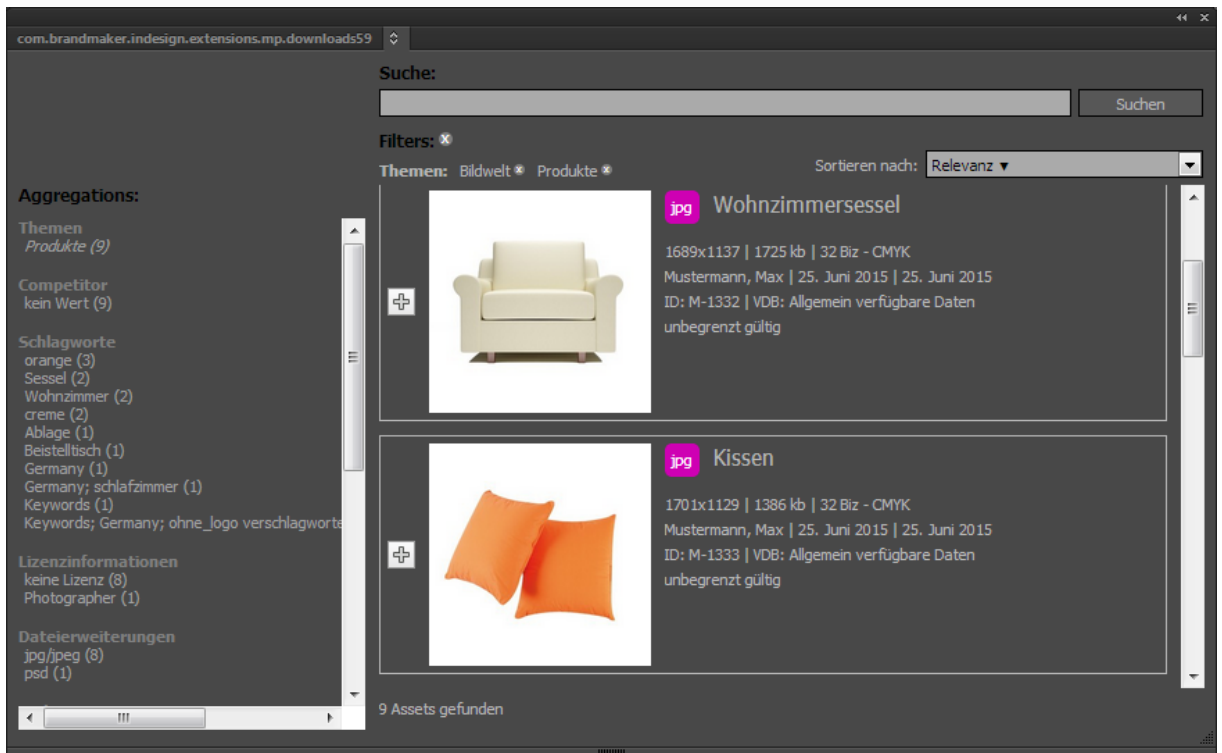 com.brandmaker.indesign.extensions.mp.downloads59
Suche:
Suchen
Filters:
Themen: Bildwelt Produkte
Sortieren nach: Relevanz ▼
Aggregations:
Themen
Produkte (9)
Competitor
kein Wert (9)
Schlagworte
orange (3)
Sessel (2)
Wohnzimmer (2)
creme (2)
Ablage (1)
Beistelltisch (1)
Germany (1)
Germany; schlafzimmer (1)
Keywords (1)
Keywords; Germany; ohne_logo verschlagworte
Lizenzinformationen
keine Lizenz (8)
Photographer (1)
Dateierweiterungen
jpg/jpeg (8)
psd (1)
jpg Wohnzimmersessel
1689x1137 | 1725 kb | 32 Biz - CMYK
Mustermann, Max | 25. Juni 2015 | 25. Juni 2015
ID: M-1332 | VDB: Allgemein verfügbare Daten
unbegrenzt gültig
jpg Kissen
1701x1129 | 1386 kb | 32 Biz - CMYK
Mustermann, Max | 25. Juni 2015 | 25. Juni 2015
ID: M-1333 | VDB: Allgemein verfügbare Daten
unbegrenzt gültig
9 Assets gefunden